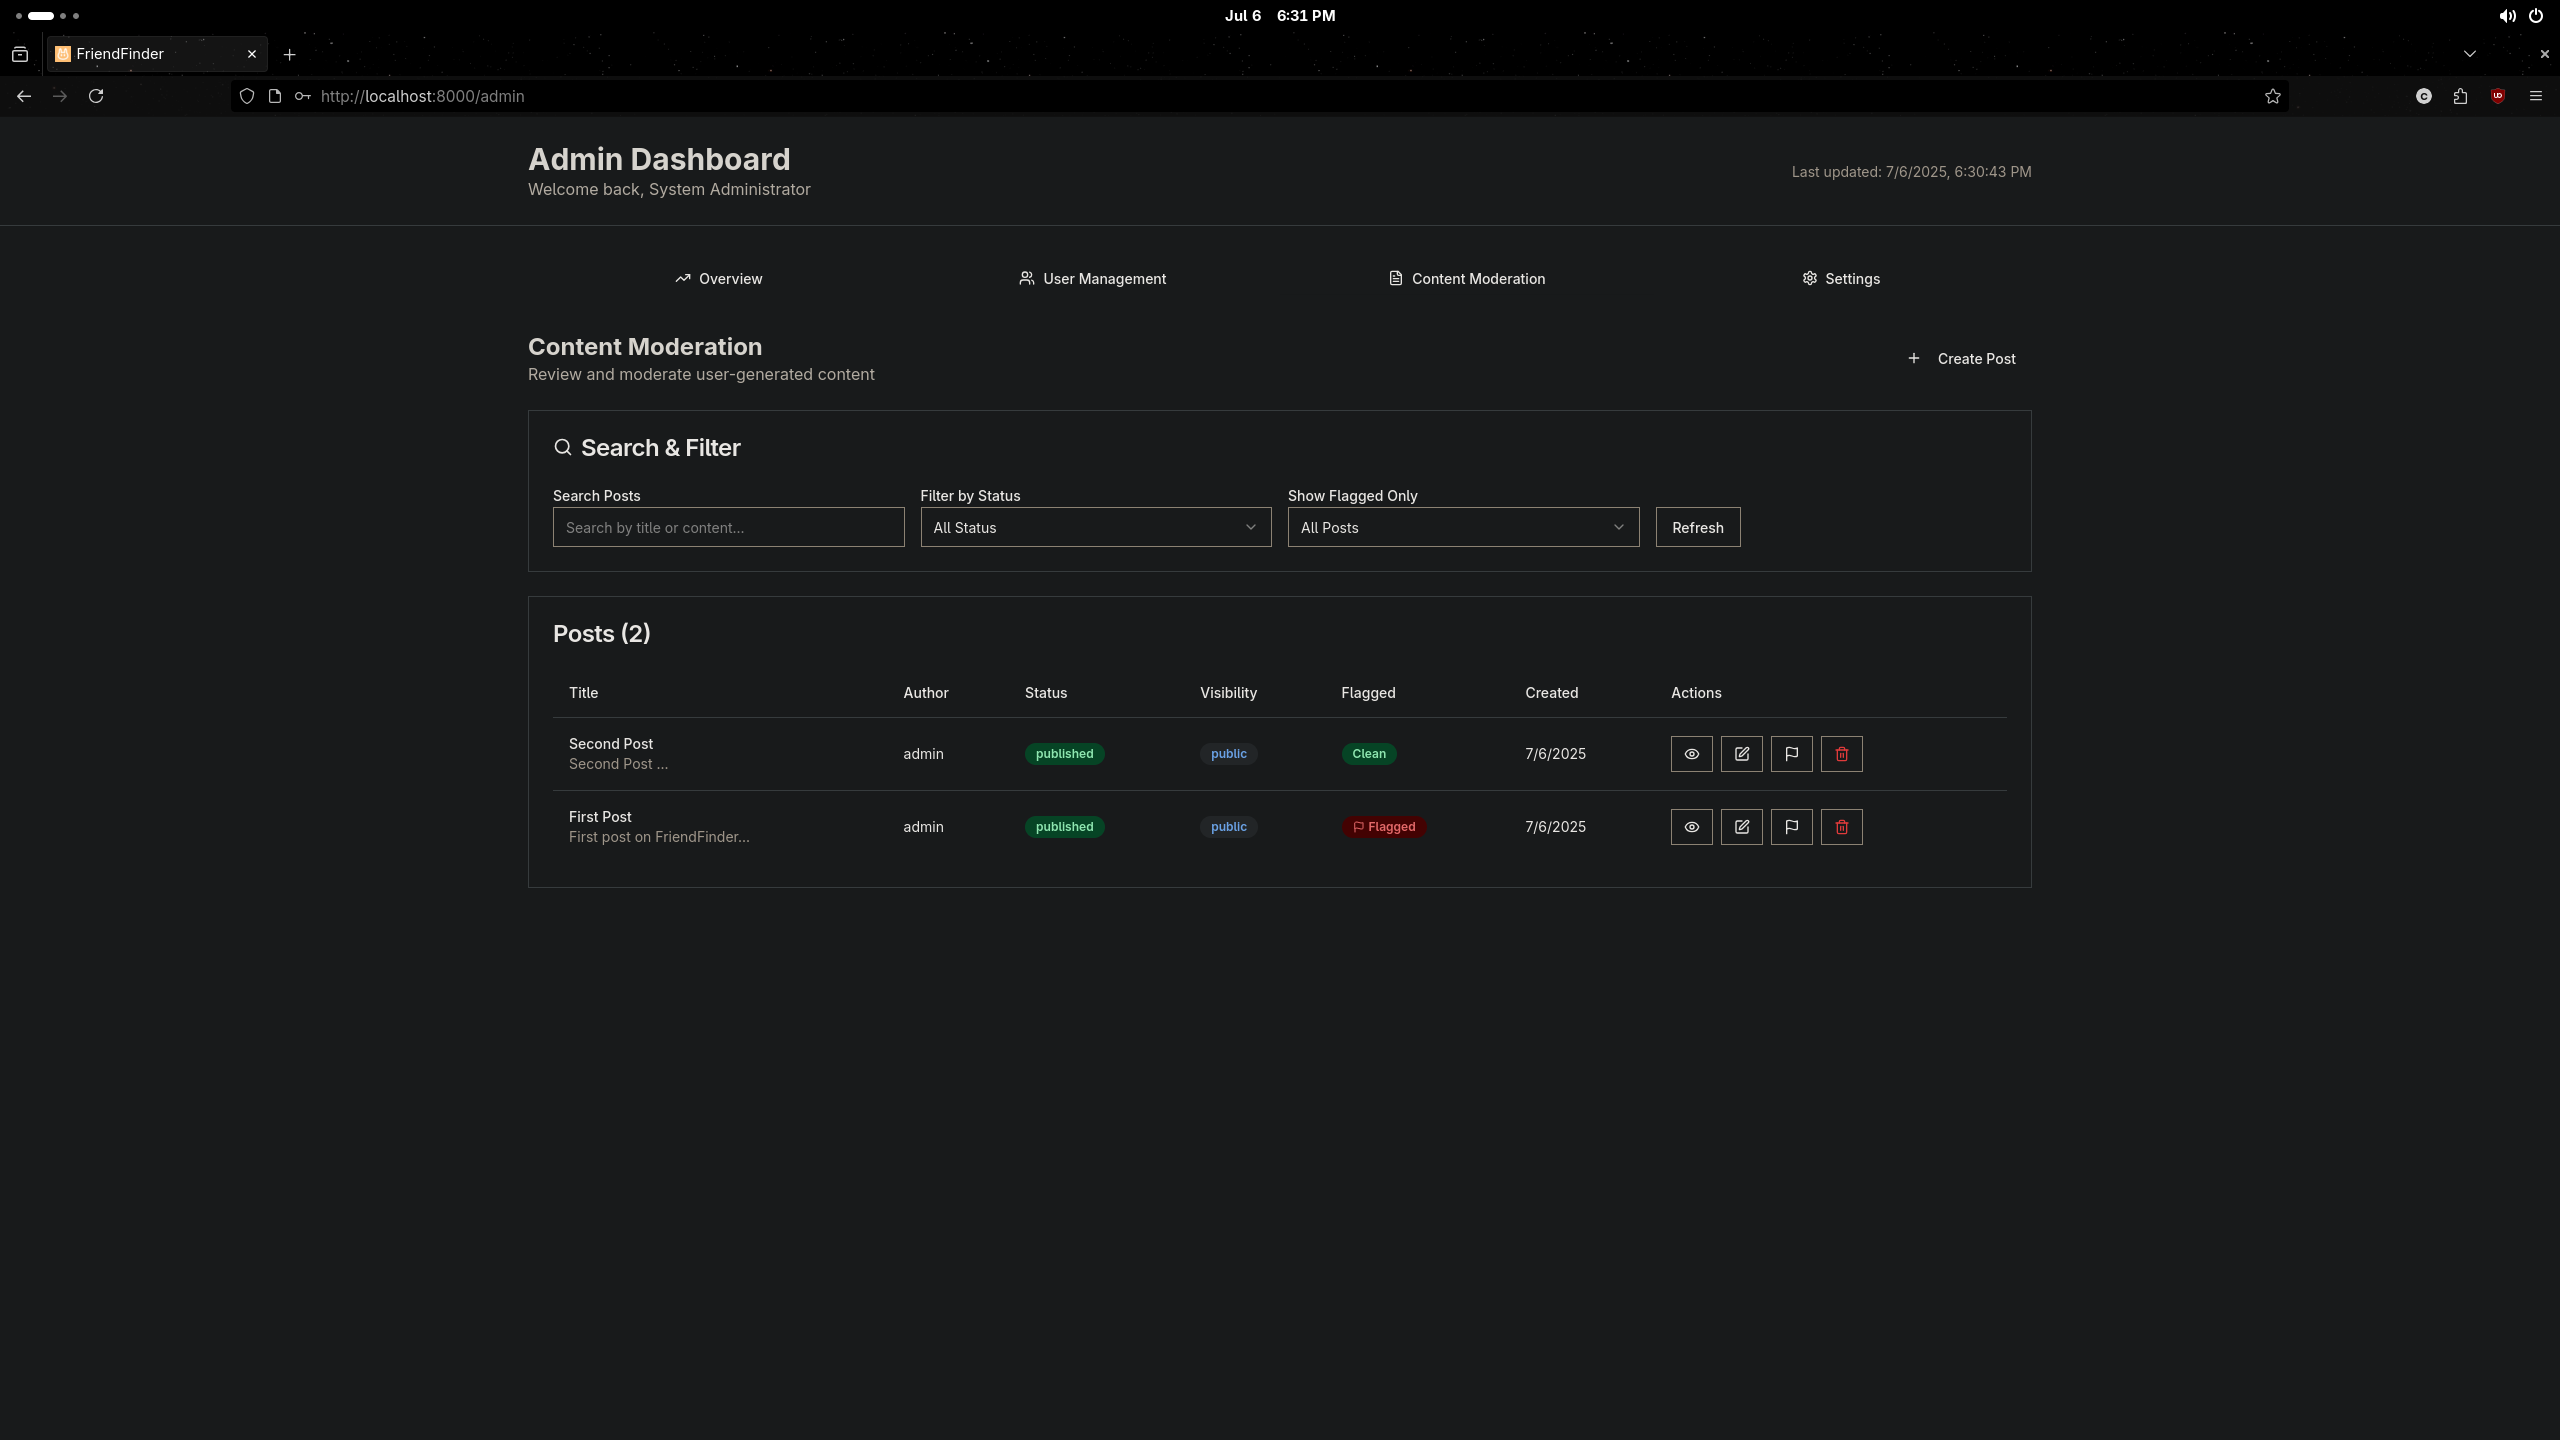 Jul 6 6:31 PM
FriendFinder
http://localhost:8000/admin
Admin Dashboard
Welcome back, System Administrator
Last updated: 7/6/2025, 6:30:43 PM
Overview User Management Content Moderation Settings
Content Moderation
Review and moderate user-generated content
Create Post
Search & Filter
Search Posts Filter by Status Show Flagged Only
Search by title or content... All Status All Posts Refresh
Posts (2)
Title Author Status Visibility Flagged Created Actions
Second Post
Second Post ...
admin published public Clean 7/6/2025
First Post
First post on FriendFinder...
admin published public Flagged 7/6/2025